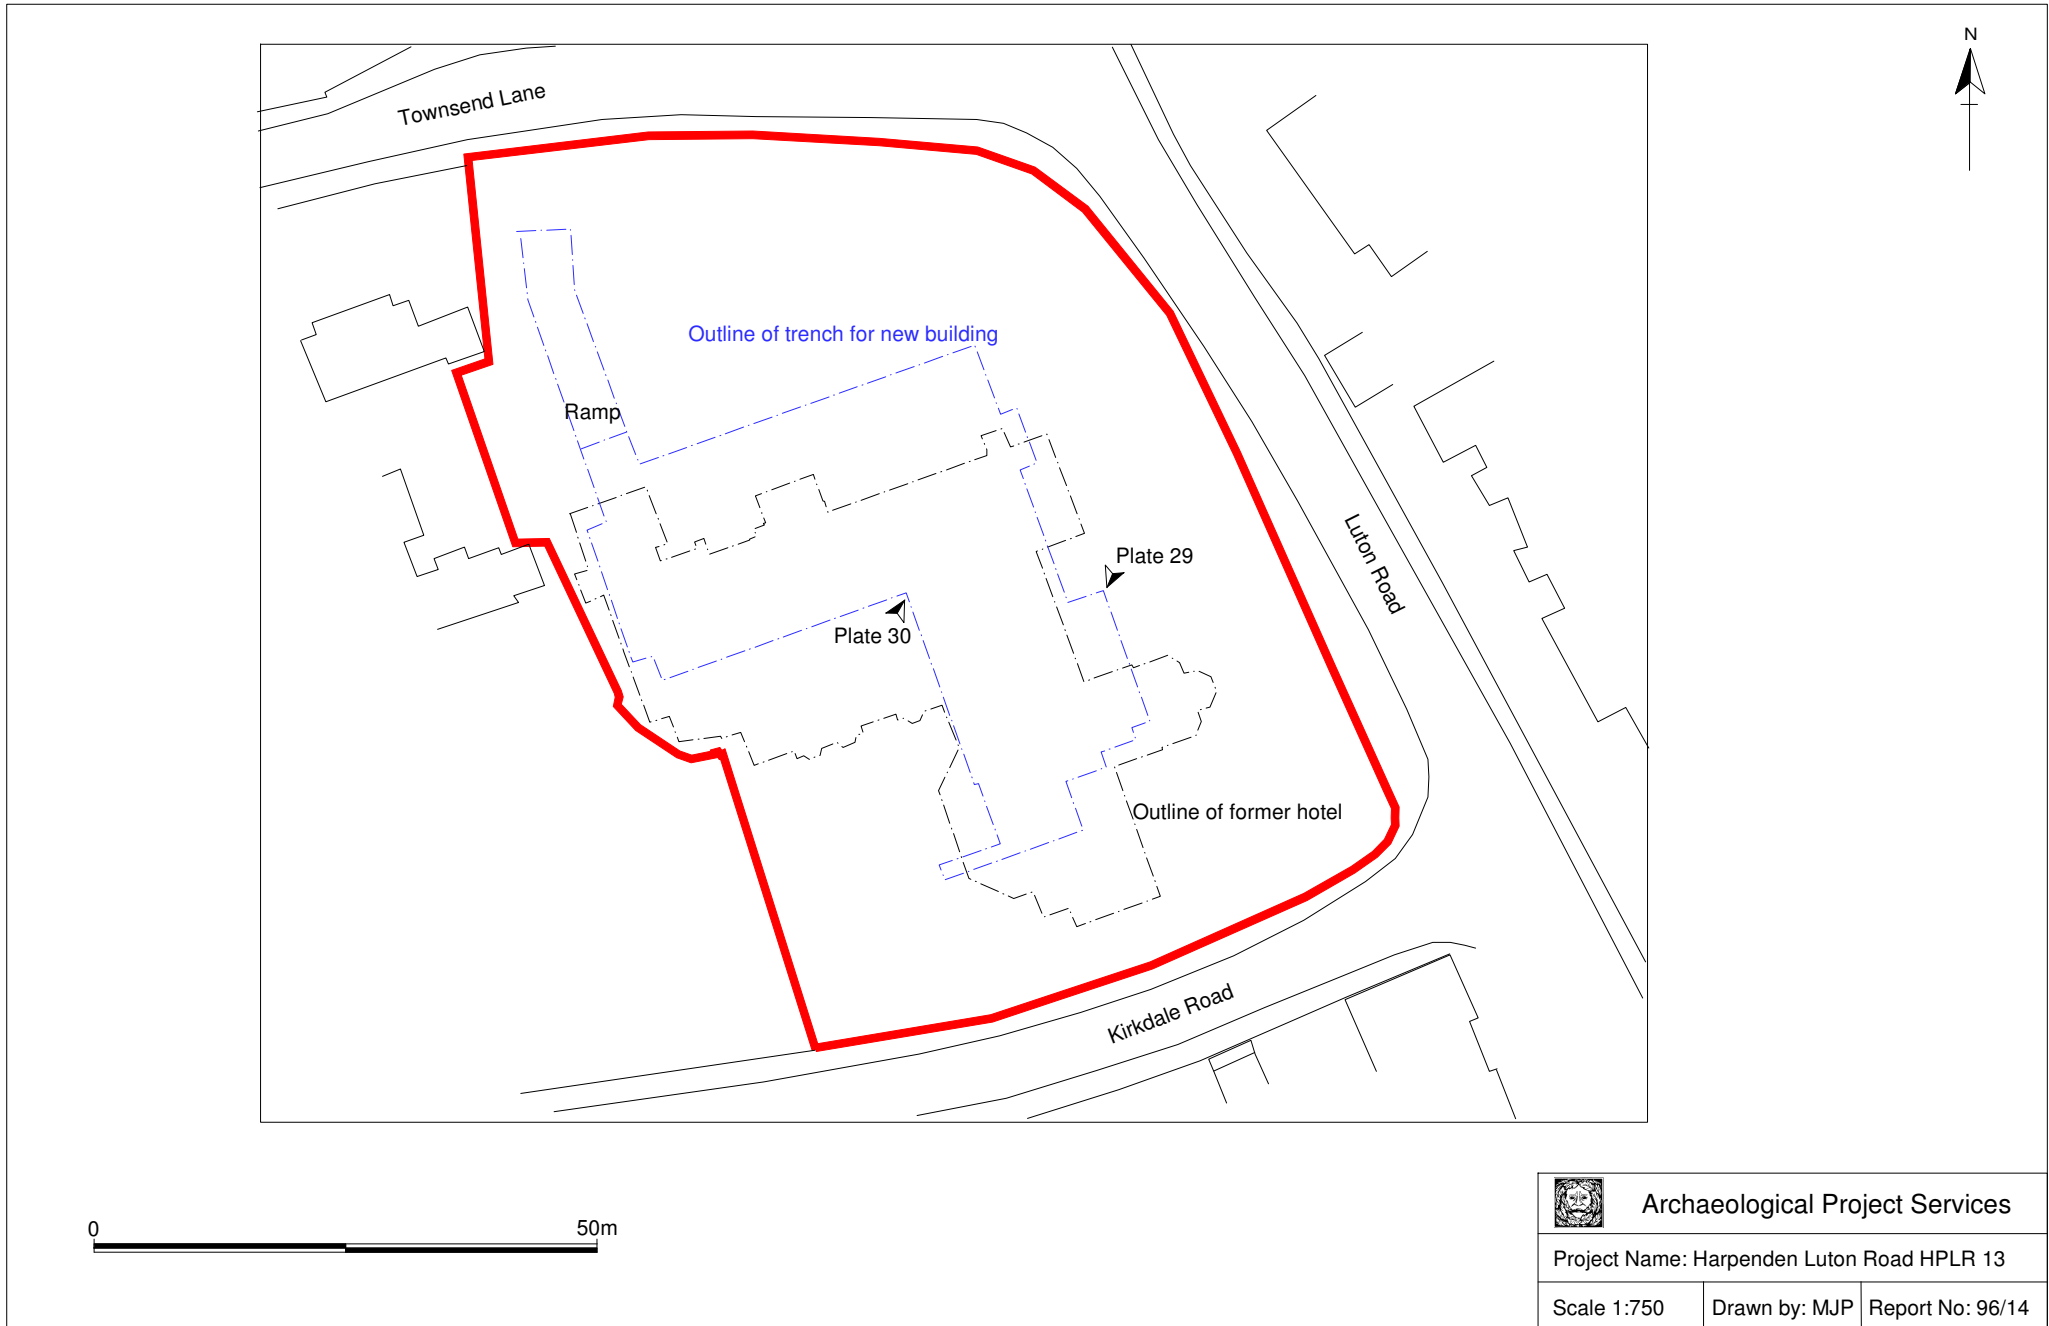 N
Townsend Lane
Outline of trench for new building
Ramp
Luton Road
Plate 29
Plate 30
Outline of former hotel
Kirkdale Road
0 50m
Archaeological Project Services
Project Name: Harpenden Luton Road HPLR 13
Scale 1:750 Drawn by: MJP Report No: 96/14